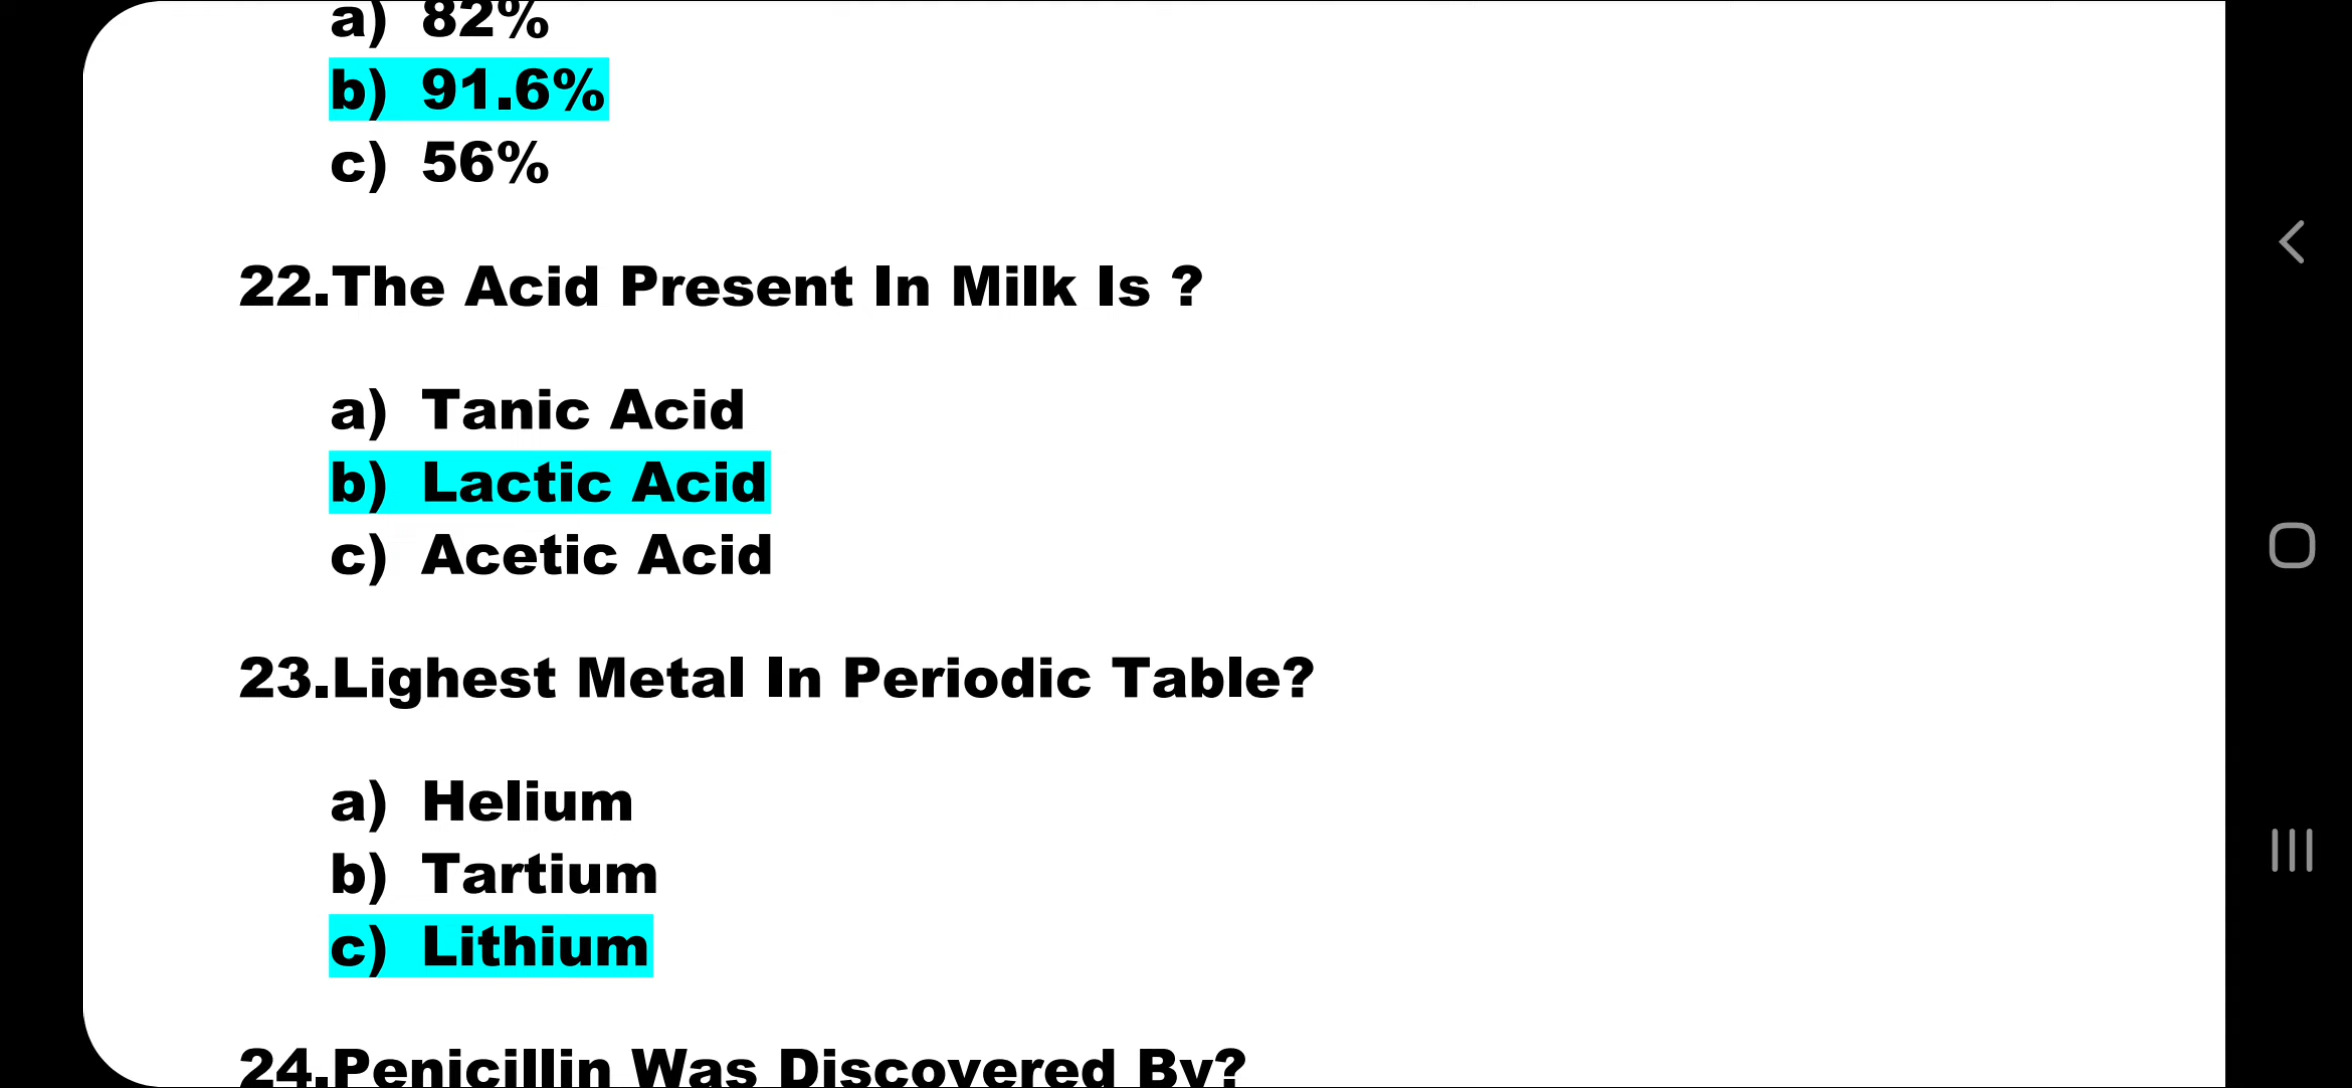 a) 82%
b) 91.6%
c) 56%
22.The Acid Present In Milk Is ?
a) Tanic Acid
b) Lactic Acid
c) Acetic Acid
23.Lighest Metal In Periodic Table?
a) Helium
b) Tartium
c) Lithium
24.Penicillin Was Discovered By?